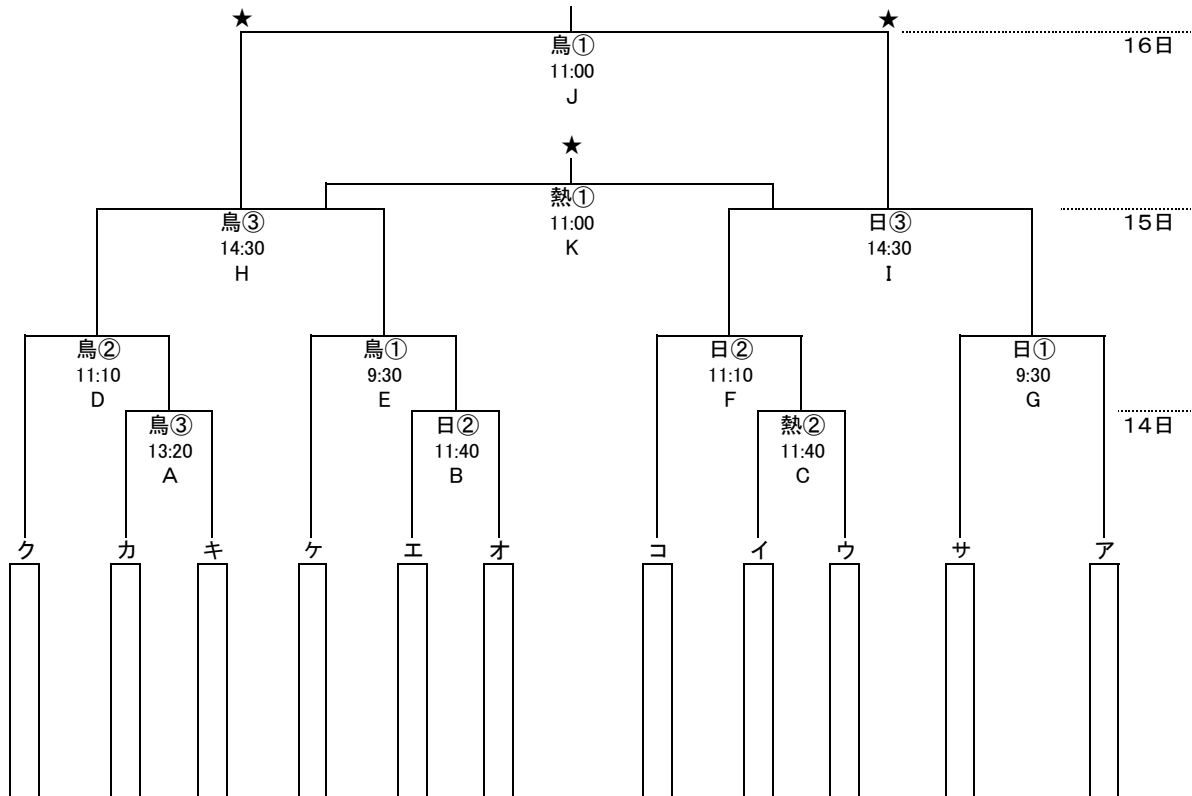 ★ ★
鳥① 16日
11:00
J
★
熱①
鳥③ 11:00 日③ 15日
14:30 K 14:30
H I
鳥② 鳥① 日② 日①
11:10 9:30 11:10 9:30
D E F G
鳥③ 日② 熱② 14日
13:20 11:40 11:40
A B C
ク カ キ ケ エ オ コ イ ウ サ ア